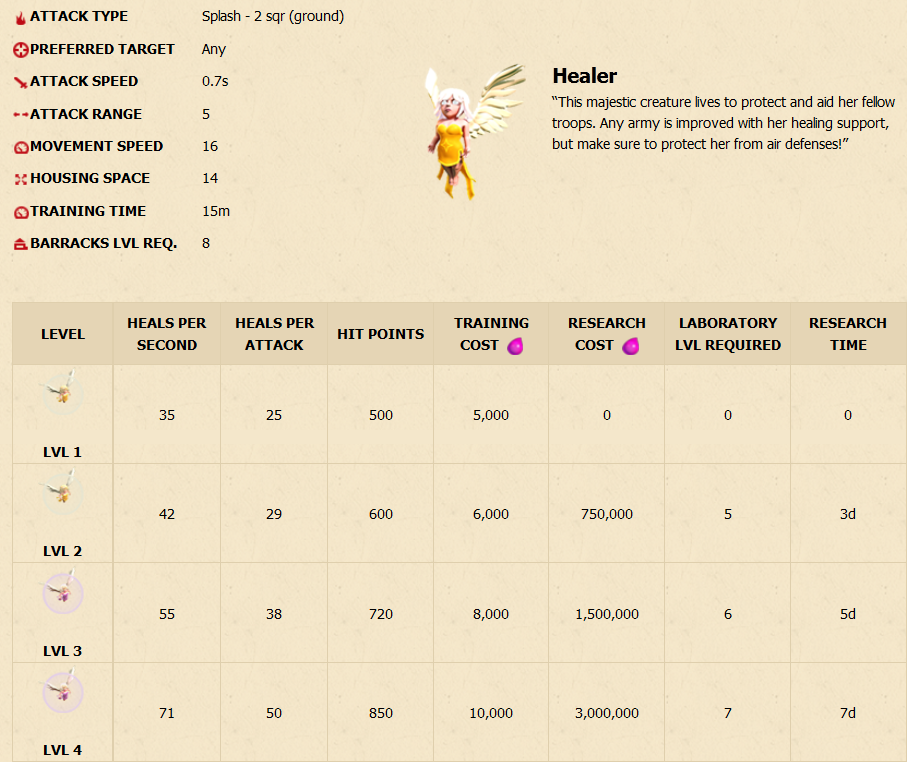 ATTACK TYPE Splash - 2 sqr (ground)
PREFERRED TARGET Any
ATTACK SPEED 0.7s
ATTACK RANGE 5
MOVEMENT SPEED 16
HOUSING SPACE 14
TRAINING TIME 15m
BARRACKS LVL REQ. 8
Healer
“This majestic creature lives to protect and aid her fellow
troops. Any army is improved with her healing support,
but make sure to protect her from air defenses!”
LEVEL HEALS PER SECOND HEALS PER ATTACK HIT POINTS TRAINING COST RESEARCH COST LABORATORY LVL REQUIRED RESEARCH TIME
LVL 1 35 25 500 5,000 0 0 0
LVL 2 42 29 600 6,000 750,000 5 3d
LVL 3 55 38 720 8,000 1,500,000 6 5d
LVL 4 71 50 850 10,000 3,000,000 7 7d